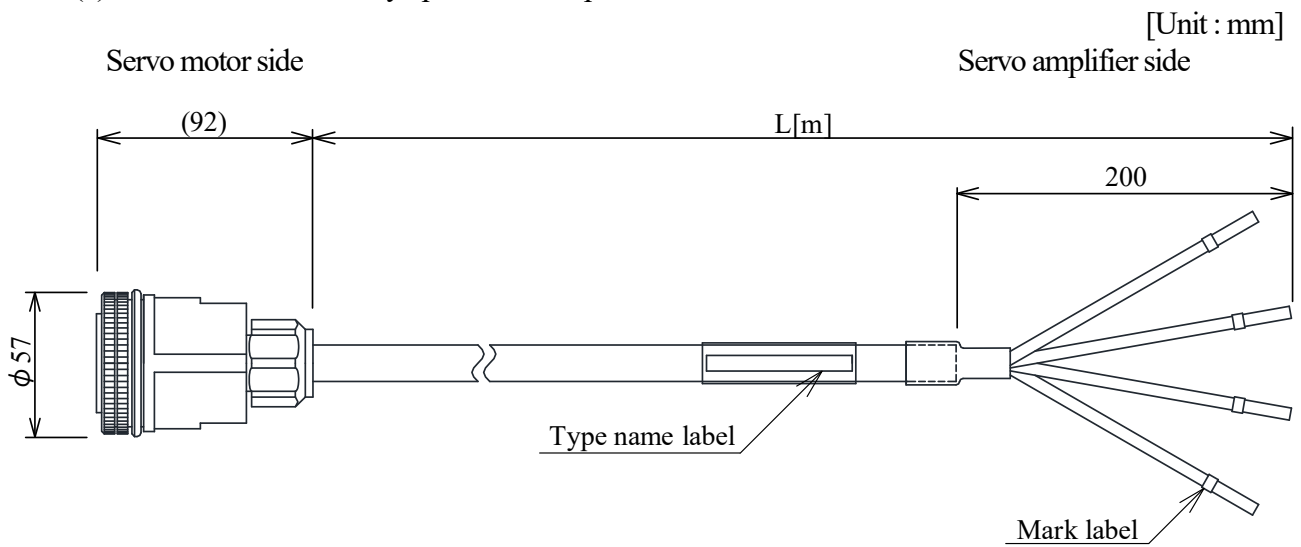 [Unit : mm]
Servo motor side
Servo amplifier side
(92)
L[m]
200
ϕ57
Type name label
Mark label